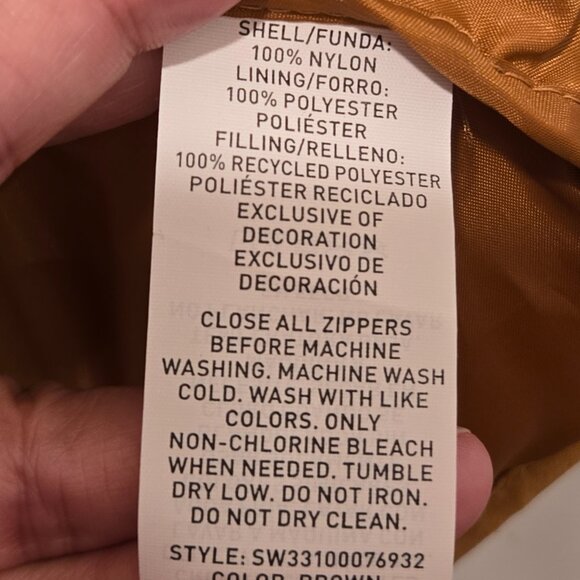 SHELL/FUNDA:
100% NYLON
LINING/FORRO:
100% POLYESTER
POLIÉSTER
FILLING/RELLENO:
100% RECYCLED POLYESTER
POLIÉSTER RECICLADO
EXCLUSIVE OF
DECORATION
EXCLUSIVO DE
DECORACIÓN
CLOSE ALL ZIPPERS
BEFORE MACHINE
WASHING. MACHINE WASH
COLD. WASH WITH LIKE
COLORS. ONLY
NON-CHLORINE BLEACH
WHEN NEEDED. TUMBLE
DRY LOW. DO NOT IRON.
DO NOT DRY CLEAN.
STYLE: SW33100076932
COLOR: BROWN